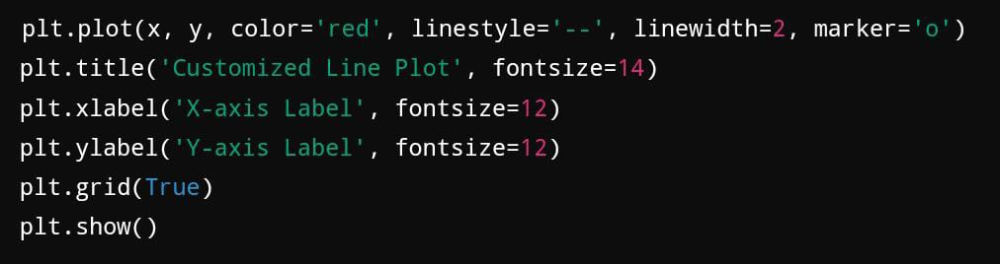 plt.plot(x, y, color='red', linestyle='--', linewidth=2, marker='o')
plt.title('Customized Line Plot', fontsize=14)
plt.xlabel('X-axis Label', fontsize=12)
plt.ylabel('Y-axis Label', fontsize=12)
plt.grid(True)
plt.show()